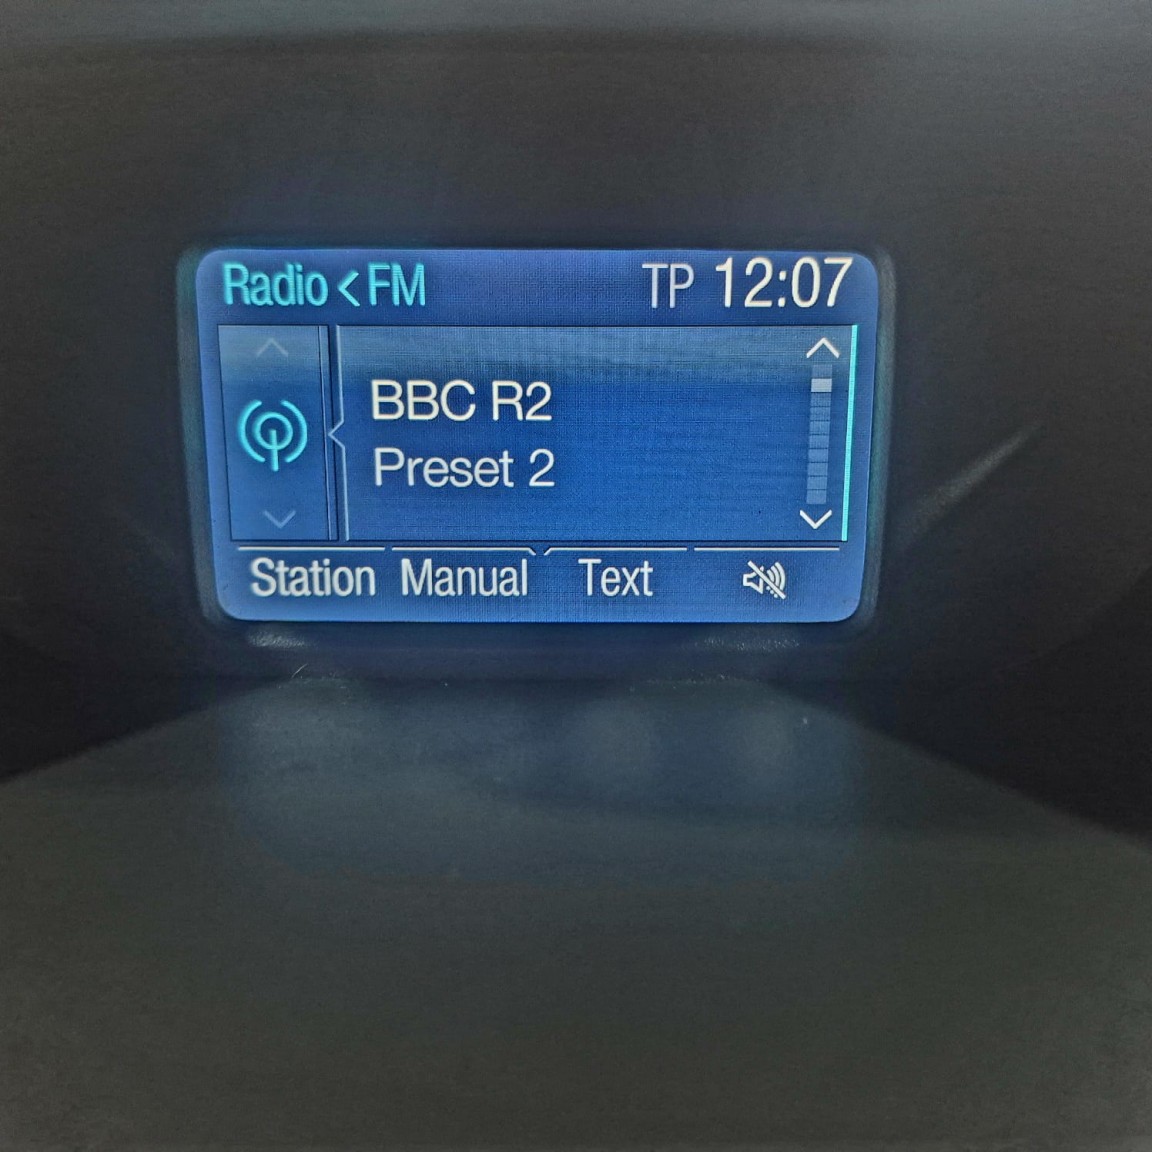 Radio < FM TP 12:07
BBC R2
Preset 2
Station Manual Text